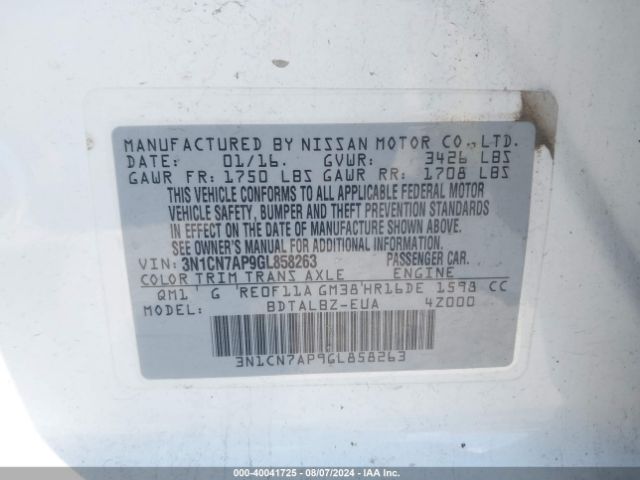 MANUFACTURED BY NISSAN MOTOR CO., LTD.
DATE: 01/16. GVWR: 3426 LBS
GAWR FR: 1750 LBS GAWR RR: 1708 LBS
THIS VEHICLE CONFORMS TO ALL APPLICABLE FEDERAL MOTOR
VEHICLE SAFETY, BUMPER AND THEFT PREVENTION STANDARDS
IN EFFECT ON THE DATE OF MANUFACTURE SHOWN ABOVE.
SEE OWNER'S MANUAL FOR ADDITIONAL INFORMATION.
VIN: 3N1CN7AP9GL858263 PASSENGER CAR.
COLOR TRIM TRANS AXLE ENGINE
QM1' G 'RE0F11A GM38'HR16DE 1598 CC
MODEL: BDTALBZ-EUA 4Z000
3N1CN7AP9GL858263
000-40041725 - 08/07/2024 - IAA Inc.